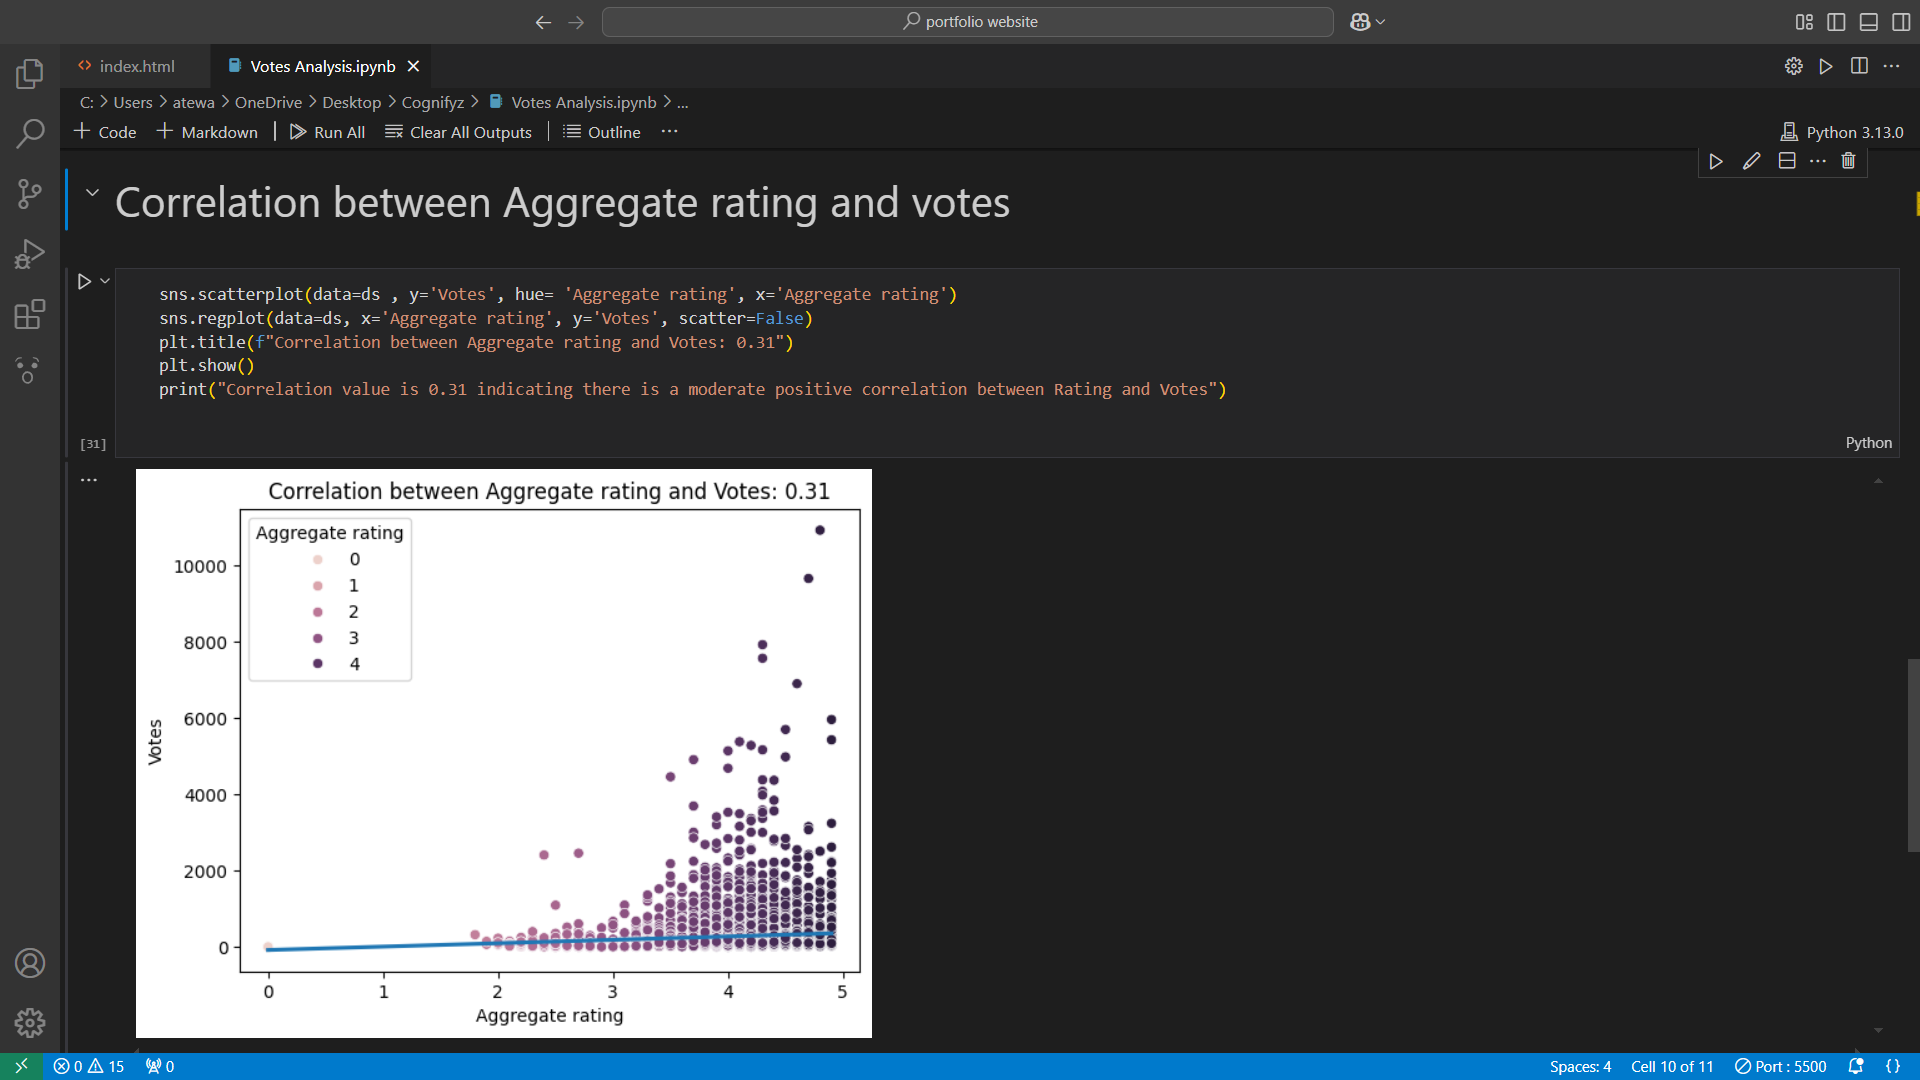 portfolio website
index.html
Votes Analysis.ipynb
C: > Users > atewa > OneDrive > Desktop > Cognifyz > Votes Analysis.ipynb > ...
+ Code + Markdown | Run All Clear All Outputs | Outline ...
Python 3.13.0
Correlation between Aggregate rating and votes
sns.scatterplot(data=ds , y='Votes', hue= 'Aggregate rating', x='Aggregate rating')
sns.regplot(data=ds, x='Aggregate rating', y='Votes', scatter=False)
plt.title(f"Correlation between Aggregate rating and Votes: 0.31")
plt.show()
print("Correlation value is 0.31 indicating there is a moderate positive correlation between Rating and Votes")
[31]
Python
Correlation between Aggregate rating and Votes: 0.31
Aggregate rating
0
1
2
3
4
10000
8000
6000
4000
2000
0
Votes
0 1 2 3 4 5
Aggregate rating
0 15 0
Spaces: 4 Cell 10 of 11 Port : 5500